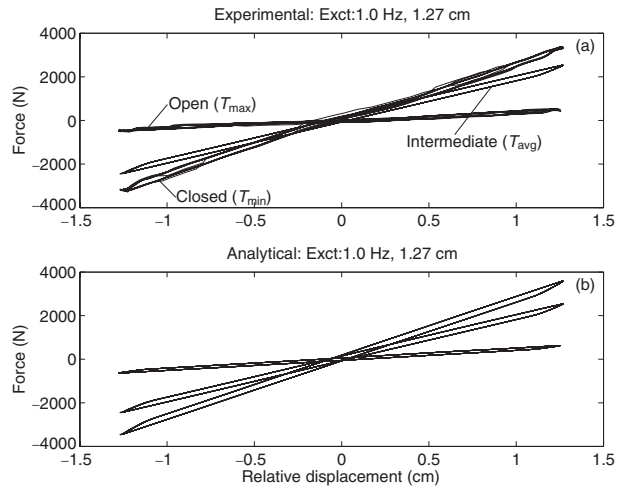 Experimental: Exct:1.0 Hz, 1.27 cm
4000
2000
0
−2000
−4000
Force (N)
(a)
Open (Tmax)
Intermediate (Tavg)
Closed (Tmin)
−1.5 −1 −0.5 0 0.5 1 1.5
Analytical: Exct:1.0 Hz, 1.27 cm
4000
2000
0
−2000
−4000
Force (N)
(b)
−1.5 −1 −0.5 0 0.5 1 1.5
Relative displacement (cm)